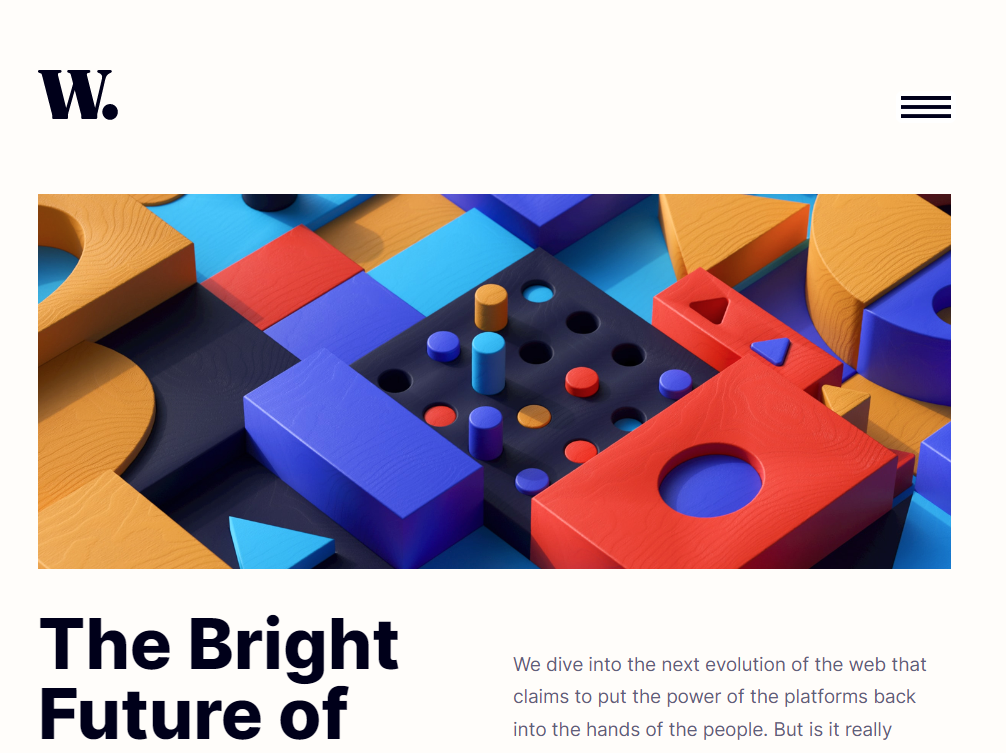 W.
The Bright
Future of
We dive into the next evolution of the web that
claims to put the power of the platforms back
into the hands of the people. But is it really